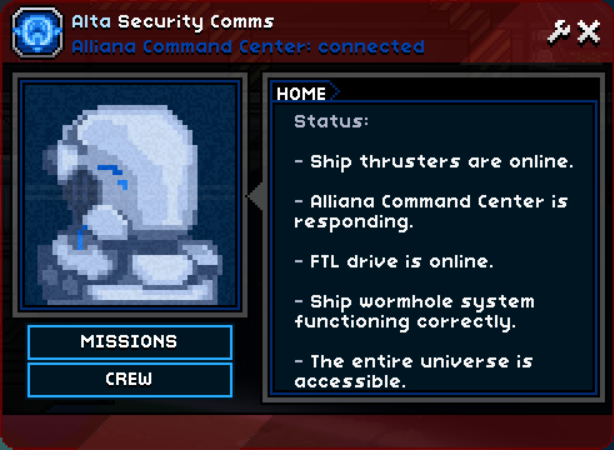 Alta Security Comms
Alliana Command Center: connected
HOME
Status:
- Ship thrusters are online.
- Alliana Command Center is
responding.
- FTL drive is online.
- Ship wormhole system
functioning correctly.
- The entire universe is
accessible.
MISSIONS
CREW